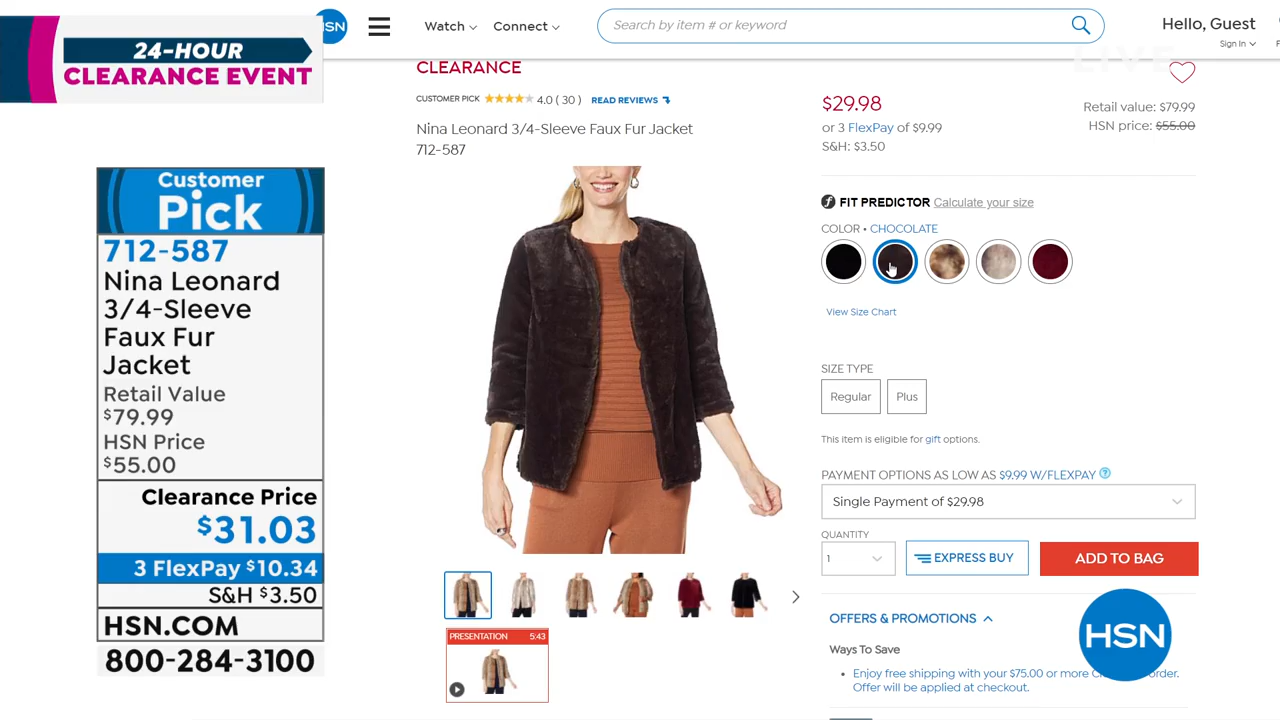 24-HOUR
CLEARANCE EVENT
HSN
Watch
Connect
Search by item # or keyword
Hello, Guest
Sign In
LIVE
CLEARANCE
CUSTOMER PICK 4.0 ( 30 ) READ REVIEWS
Nina Leonard 3/4-Sleeve Faux Fur Jacket
712-587
$29.98
or 3 FlexPay of $9.99
S&H: $3.50
Retail value: $79.99
HSN price: $55.00
Customer
Pick
712-587
Nina Leonard
3/4-Sleeve
Faux Fur
Jacket
Retail Value
$79.99
HSN Price
$55.00
Clearance Price
$31.03
3 FlexPay $10.34
S&H $3.50
HSN.COM
800-284-3100
FIT PREDICTOR Calculate your size
COLOR • CHOCOLATE
View Size Chart
SIZE TYPE
Regular
Plus
This item is eligible for gift options.
PAYMENT OPTIONS AS LOW AS $9.99 W/FLEXPAY ?
Single Payment of $29.98
QUANTITY
1
EXPRESS BUY
ADD TO BAG
PRESENTATION 5:43
OFFERS & PROMOTIONS
Ways To Save
• Enjoy free shipping with your $75.00 or more
Offer will be applied at checkout.
HSN